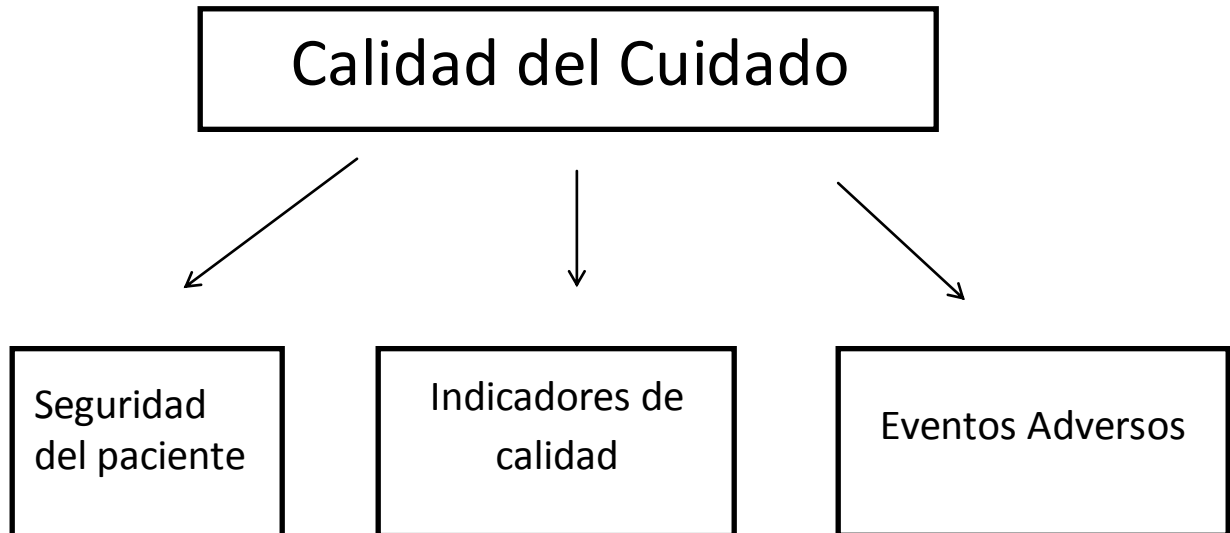 Calidad del Cuidado
Seguridad
del paciente
Indicadores de
calidad
Eventos Adversos